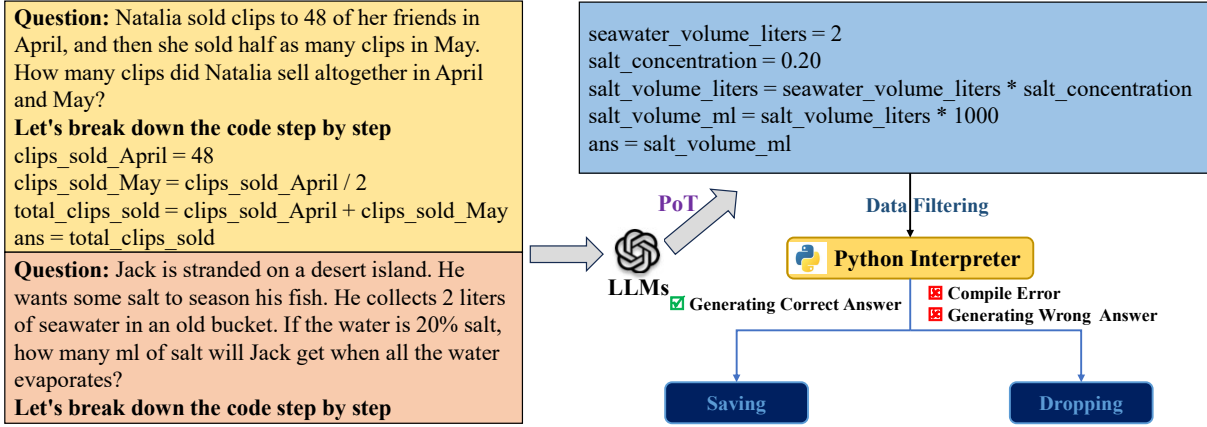 Question: Natalia sold clips to 48 of her friends in
April, and then she sold half as many clips in May.
How many clips did Natalia sell altogether in April
and May?
Let's break down the code step by step
clips_sold_April = 48
clips_sold_May = clips_sold_April / 2
total_clips_sold = clips_sold_April + clips_sold_May
ans = total_clips_sold
Question: Jack is stranded on a desert island. He
wants some salt to season his fish. He collects 2 liters
of seawater in an old bucket. If the water is 20% salt,
how many ml of salt will Jack get when all the water
evaporates?
Let's break down the code step by step
LLMs
PoT
seawater_volume_liters = 2
salt_concentration = 0.20
salt_volume_liters = seawater_volume_liters * salt_concentration
salt_volume_ml = salt_volume_liters * 1000
ans = salt_volume_ml
Data Filtering
Python Interpreter
Generating Correct Answer
Compile Error
Generating Wrong Answer
Saving
Dropping